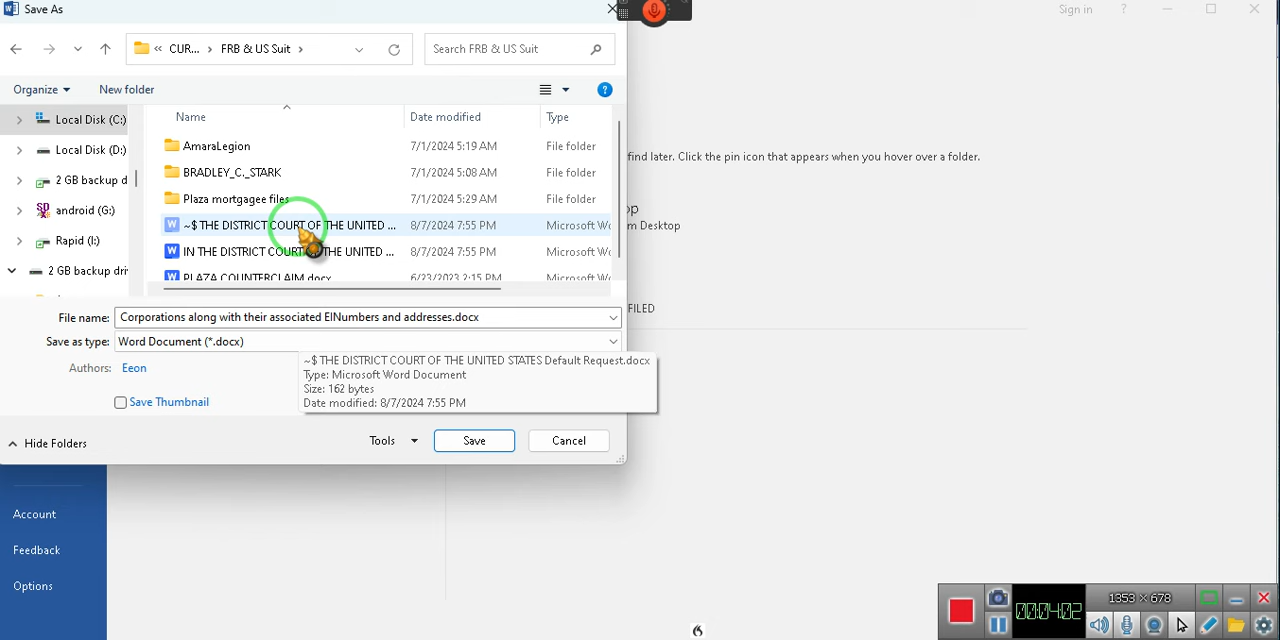 Save As
Sign in
?
« CUR... > FRB & US Suit >
Search FRB & US Suit
Organize
New folder
Name
Date modified
Type
Local Disk (C:)
AmaraLegion
7/1/2024 5:19 AM
File folder
find later. Click the pin icon that appears when you hover over a folder.
Local Disk (D:)
BRADLEY_C._STARK
7/1/2024 5:08 AM
File folder
2 GB backup d
Plaza mortgagee files
7/1/2024 5:29 AM
File folder
op
android (G:)
~$ THE DISTRICT COURT OF THE UNITED ...
8/7/2024 7:55 PM
Microsoft Wo
m Desktop
Rapid (I:)
IN THE DISTRICT COURT OF THE UNITED ...
8/7/2024 7:55 PM
Microsoft Wo
2 GB backup driv
PLAZA COUNTERCLAIM.docx
6/23/2023 2:15 PM
Microsoft Wo
File name:
Corporations along with their associated EINumbers and addresses.docx
FILED
Save as type:
Word Document (*.docx)
Authors:
Eeon
~$ THE DISTRICT COURT OF THE UNITED STATES Default Request.docx
Type: Microsoft Word Document
Size: 162 bytes
Date modified: 8/7/2024 7:55 PM
Save Thumbnail
Hide Folders
Tools
Save
Cancel
Account
Feedback
Options
00:04:02
1353 × 678